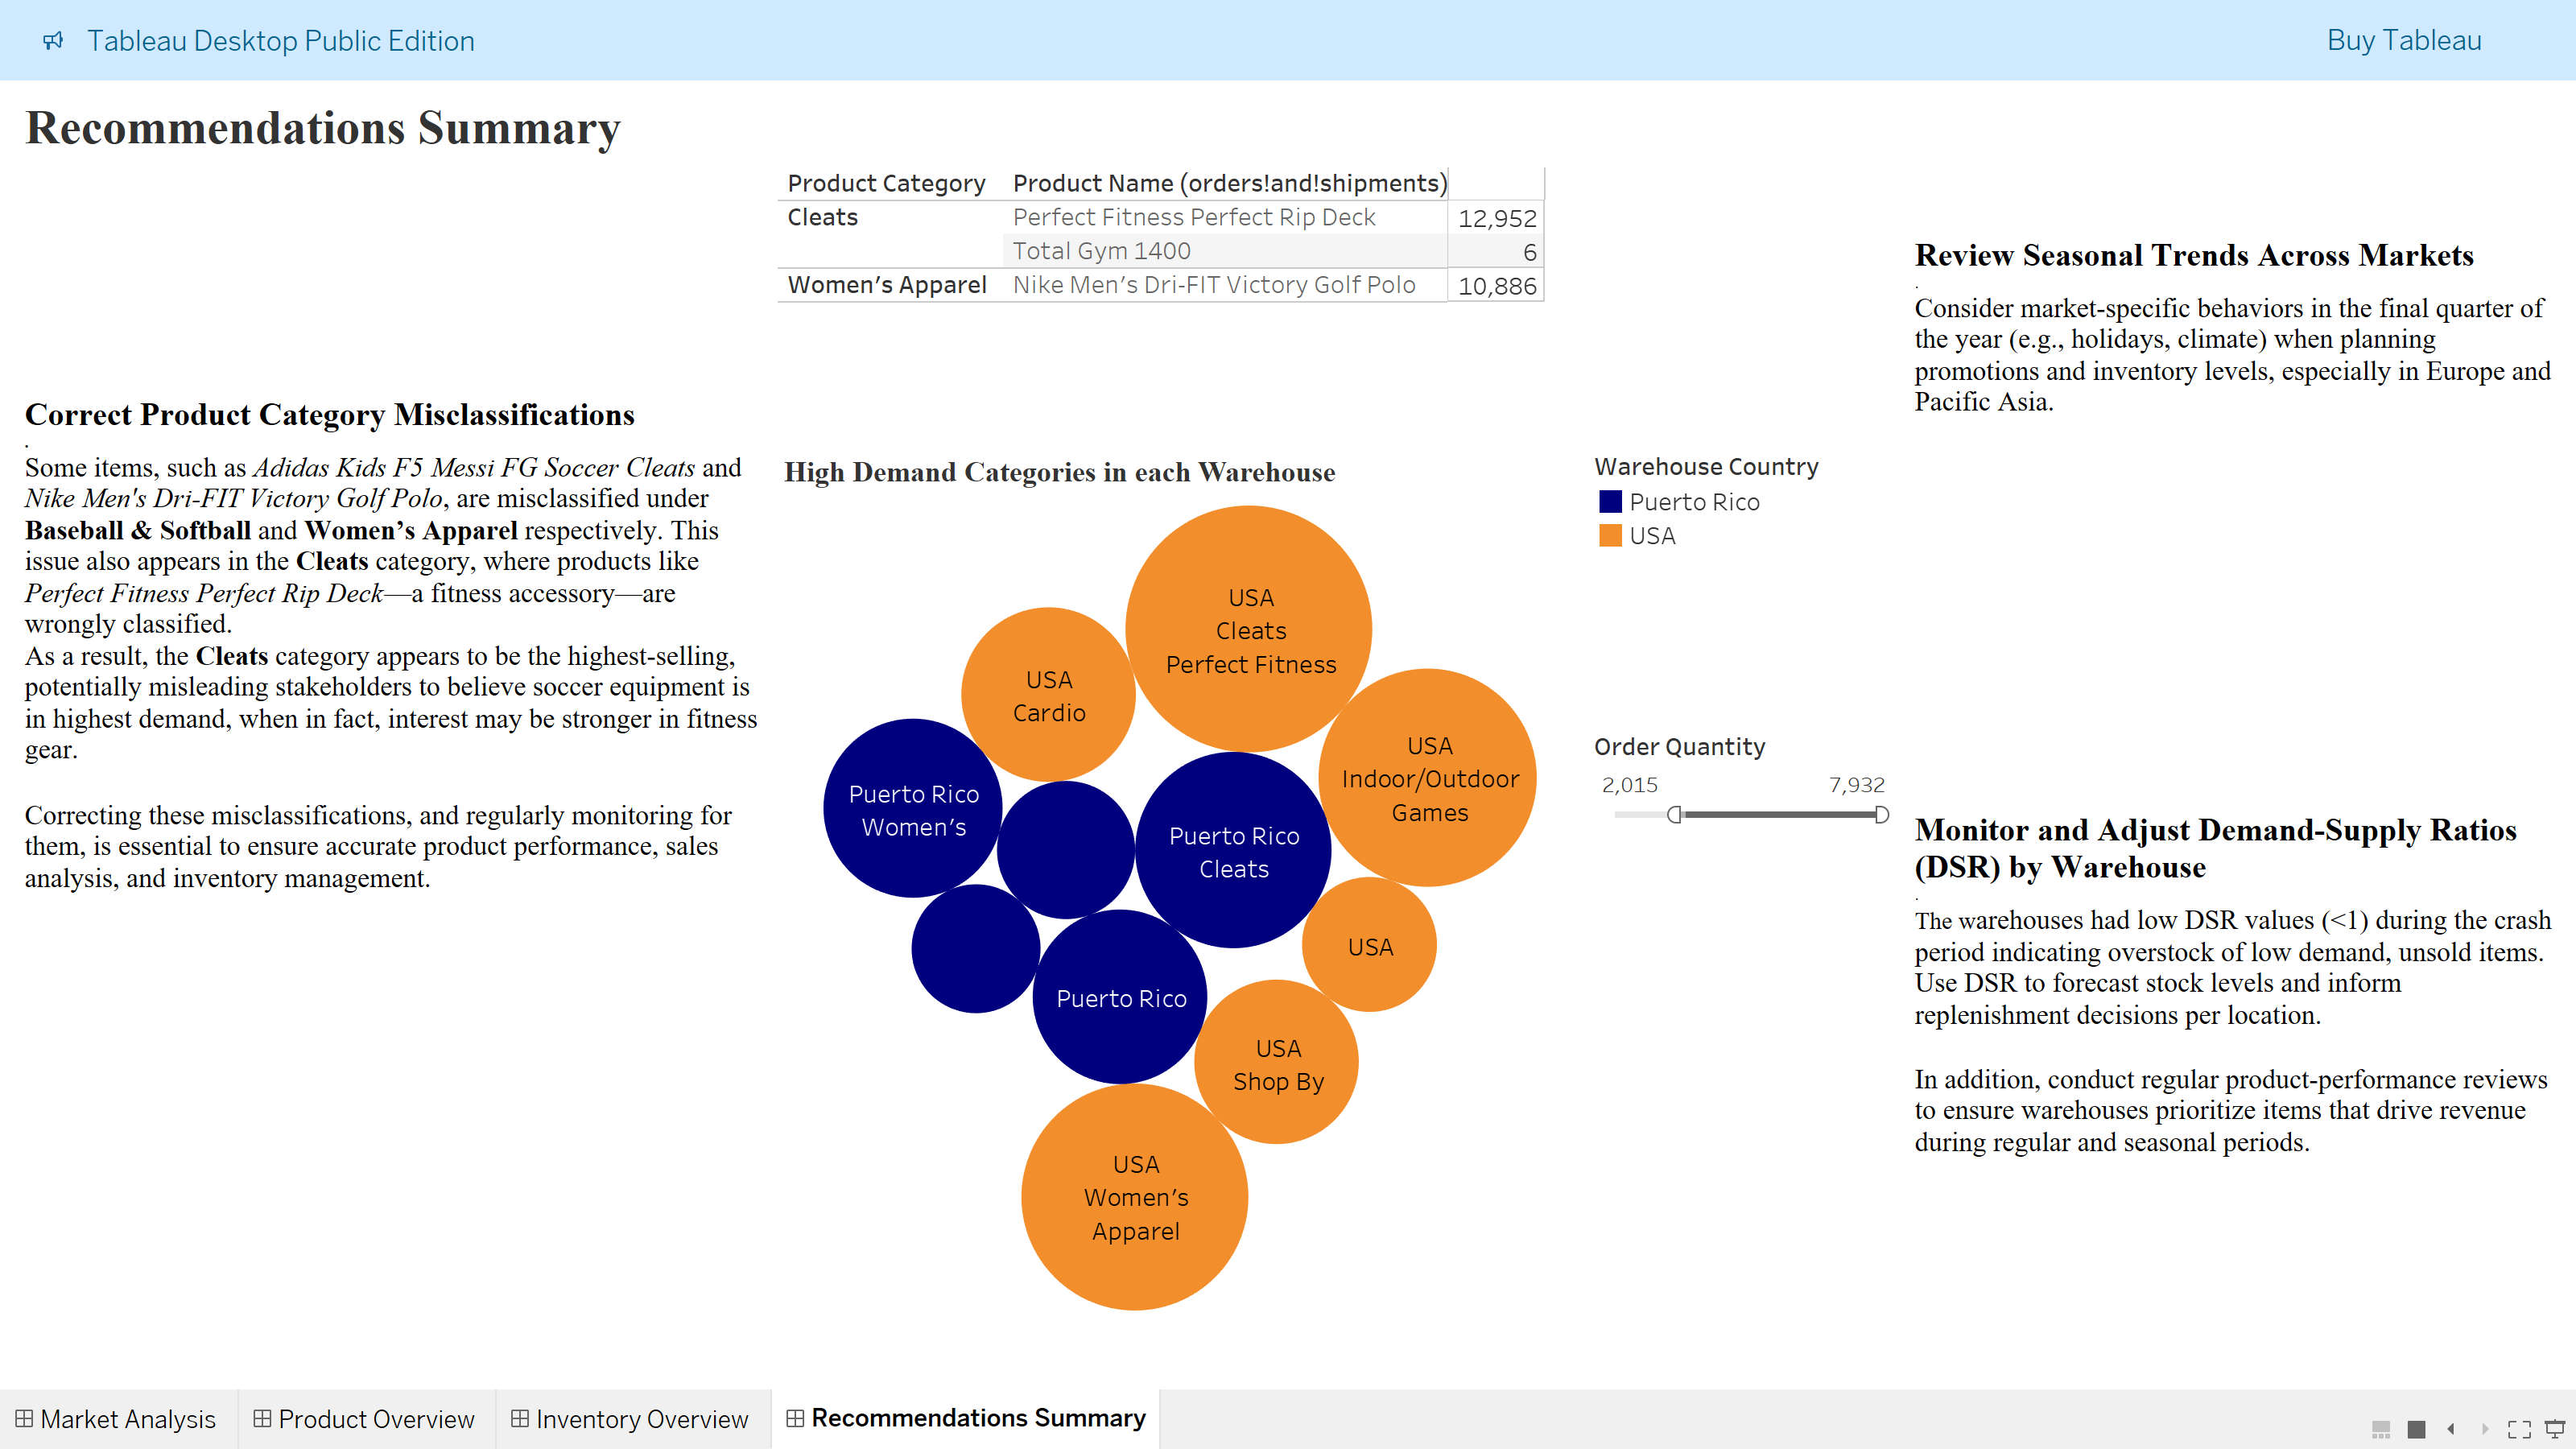 Tableau Desktop Public Edition
Buy Tableau
Recommendations Summary
Product Category Product Name (orders!and!shipments)
Cleats Perfect Fitness Perfect Rip Deck 12,952
Total Gym 1400 6
Women's Apparel Nike Men's Dri-FIT Victory Golf Polo 10,886
Correct Product Category Misclassifications
.
Some items, such as Adidas Kids F5 Messi FG Soccer Cleats and
Nike Men's Dri-FIT Victory Golf Polo, are misclassified under
Baseball & Softball and Women's Apparel respectively. This
issue also appears in the Cleats category, where products like
Perfect Fitness Perfect Rip Deck—a fitness accessory—are
wrongly classified.
As a result, the Cleats category appears to be the highest-selling,
potentially misleading stakeholders to believe soccer equipment is
in highest demand, when in fact, interest may be stronger in fitness
gear.
Correcting these misclassifications, and regularly monitoring for
them, is essential to ensure accurate product performance, sales
analysis, and inventory management.
High Demand Categories in each Warehouse
USA
Cleats
Perfect Fitness
USA
Cardio
USA
Indoor/Outdoor
Games
Puerto Rico
Women's
Puerto Rico
Cleats
USA
Puerto Rico
USA
Shop By
USA
Women's
Apparel
Warehouse Country
Puerto Rico
USA
Order Quantity
2,015 7,932
Review Seasonal Trends Across Markets
.
Consider market-specific behaviors in the final quarter of
the year (e.g., holidays, climate) when planning
promotions and inventory levels, especially in Europe and
Pacific Asia.
Monitor and Adjust Demand-Supply Ratios
(DSR) by Warehouse
.
The warehouses had low DSR values (<1) during the crash
period indicating overstock of low demand, unsold items.
Use DSR to forecast stock levels and inform
replenishment decisions per location.
In addition, conduct regular product-performance reviews
to ensure warehouses prioritize items that drive revenue
during regular and seasonal periods.
Market Analysis
Product Overview
Inventory Overview
Recommendations Summary